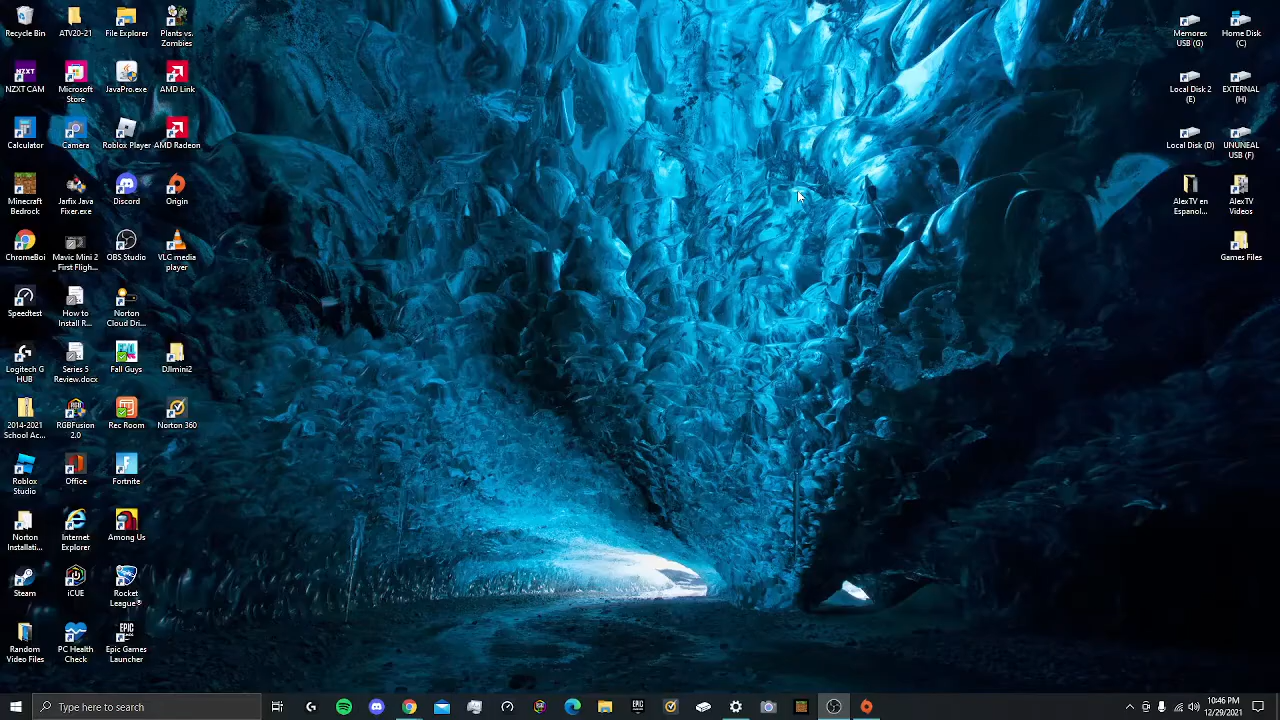 Recycle Bin
ATV20-21
File Explorer
Plants vs.
Zombies
NZXT CAM
Microsoft
Store
JavaPro.exe
AMD Link
Calculator
Camera
Roblox Player
AMD Radeon
Minecraft
Bedrock
Jarfix Java
Fixer.exe
Discord
Origin
ChromeBoi
Mavic Mini 2
First Fligh...
OBS Studio
VLC media
player
Speedtest
How to
Install R...
Norton
Cloud Dri...
Logitech G
HUB
Series 5
Review.docx
Fall Guys
DJImini2
2014-2021
School Ac...
RGBFusion
2.0
Rec Room
Norton 360
Roblox
Studio
Office
Fortnite
Norton
Installati...
Internet
Explorer
Among Us
Steam
iCUE
Rocket
League®
Random
Video Files
PC Health
Check
Epic Games
Launcher
Memorex
USB (G)
Home Disk
(C)
Local Disk 2
(E)
EXTERNAL
(H)
Local Disk (D)
UNUNEAL
USB (F)
AlexTV en
Espanol...
AlexTV
Videos
Games Files
Type here to search
10:46 PM
12/29/2021